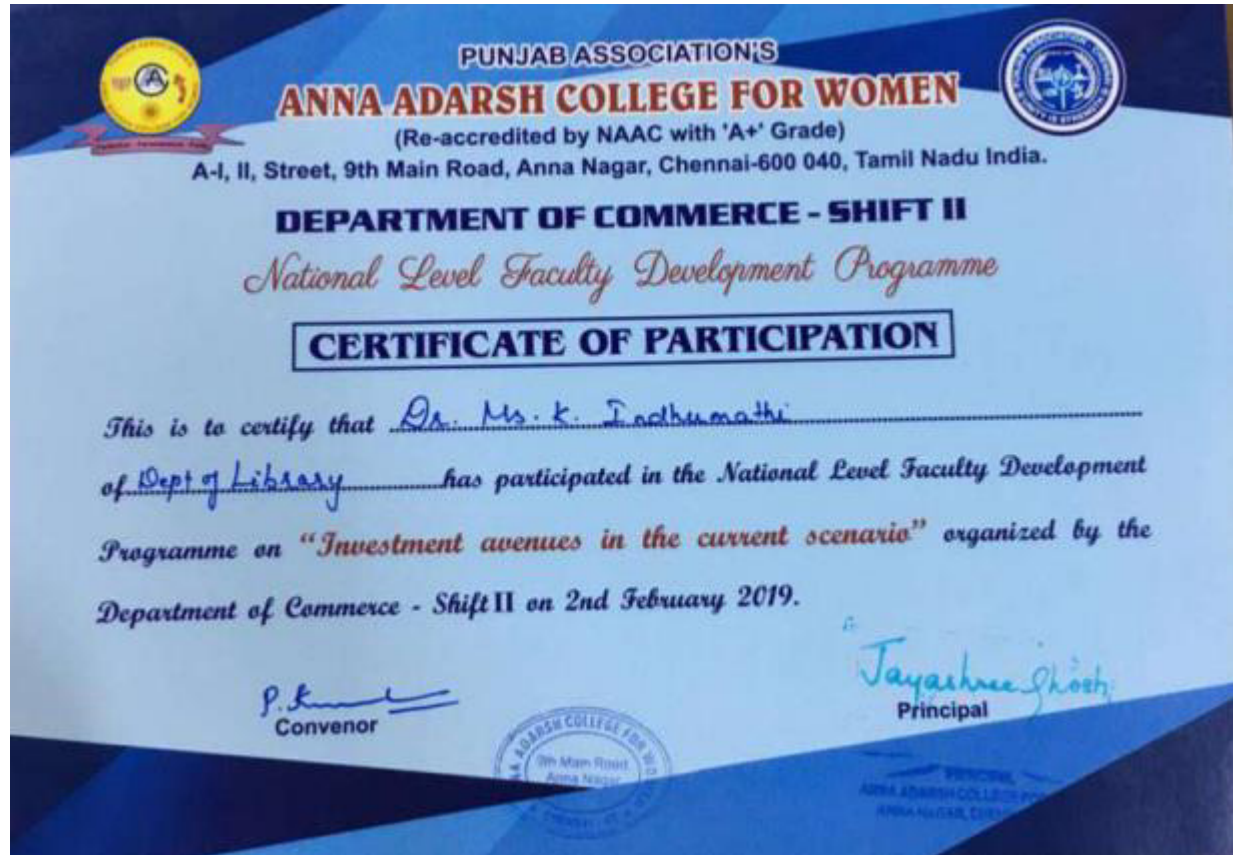 PUNJAB ASSOCIATION'S
ANNA ADARSH COLLEGE FOR WOMEN
(Re-accredited by NAAC with 'A+' Grade)
A-I, II, Street, 9th Main Road, Anna Nagar, Chennai-600 040, Tamil Nadu India.
DEPARTMENT OF COMMERCE - SHIFT II
National Level Faculty Development Programme
CERTIFICATE OF PARTICIPATION
This is to certify that Dr. Ms. K. Indhumathi
of Dept of Library has participated in the National Level Faculty Development
Programme on "Investment avenues in the current scenario" organized by the
Department of Commerce - Shift II on 2nd February 2019.
Jayashree Ghosh
Convenor
Principal
ADARSH COLLEGE FOR
9th Main Road
Anna Nagar
PRINCIPAL
ANNA ADARSH COLLEGE FOR
ANNA NAGAR,